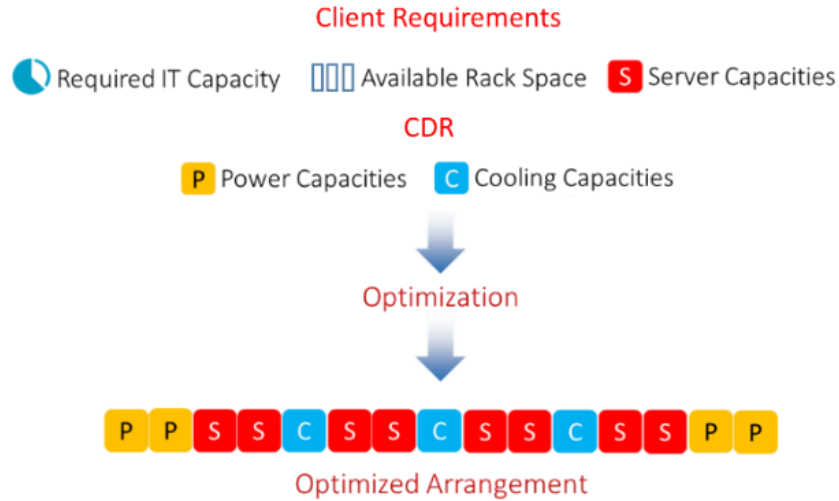 Client Requirements
Required IT Capacity Available Rack Space S Server Capacities
CDR
P Power Capacities C Cooling Capacities
Optimization
P P S S C S S C S S C S S P P
Optimized Arrangement